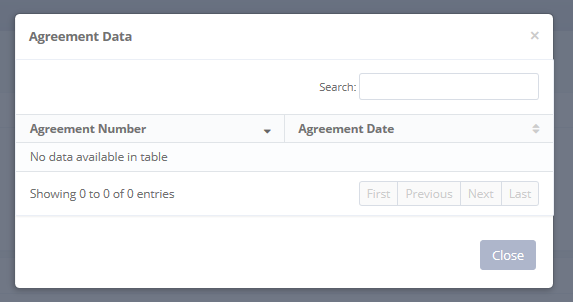 Agreement Data ×
Search:
Agreement Number Agreement Date
No data available in table
Showing 0 to 0 of 0 entries First Previous Next Last
Close